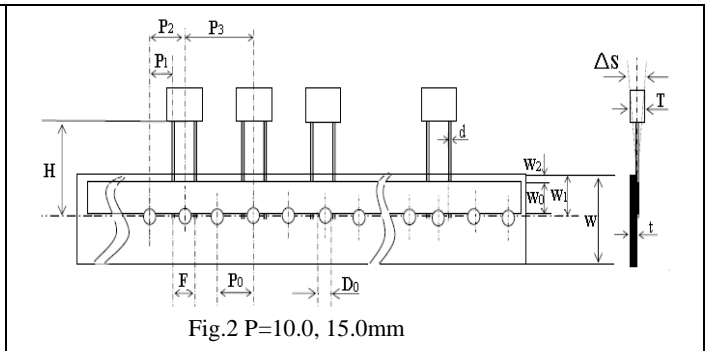 P2 P3
ΔS
P1
T
d
H
W2
W0 W1
W
t
F P0 D0
Fig.2 P=10.0, 15.0mm